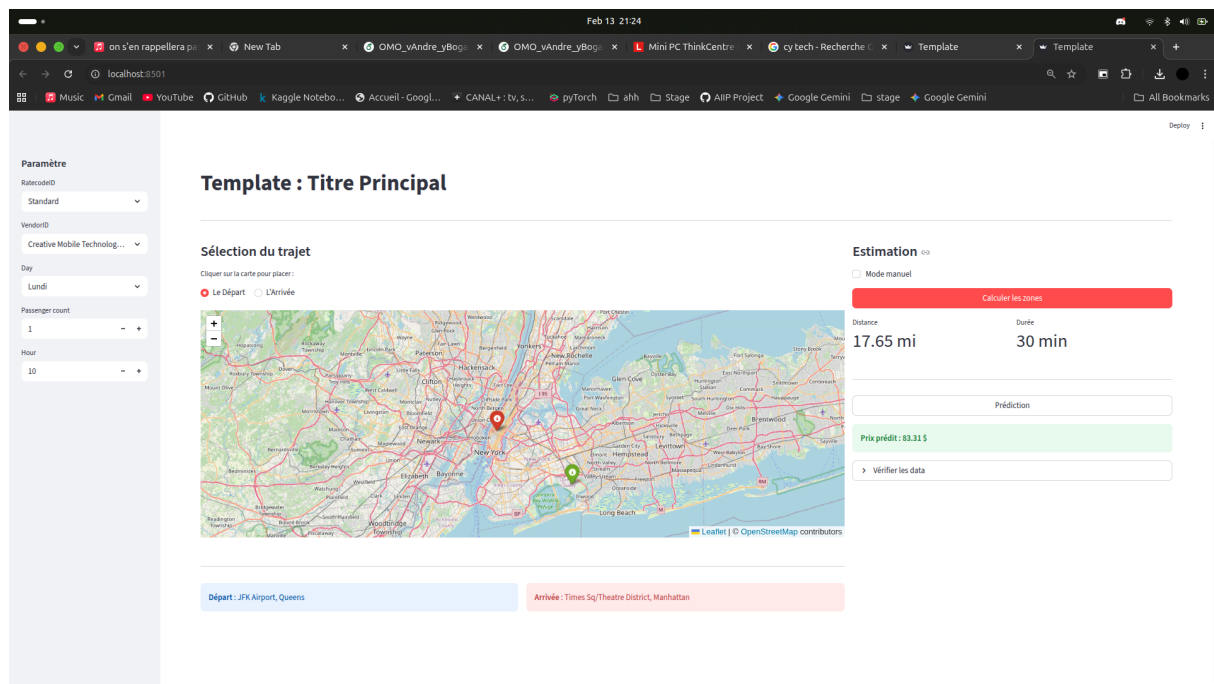 Feb 13 21:24
on s'en rappellera pa
New Tab
OMO_vAndre_yBoga
OMO_vAndre_yBoga
Mini PC ThinkCentre
cy tech - Recherche
Template
Template
localhost:8501
Music
Gmail
YouTube
GitHub
Kaggle Notebo...
Accueil - Googl...
CANAL+ : tv, s...
pyTorch
ahh
Stage
AIIP Project
Google Gemini
stage
Google Gemini
All Bookmarks
Deploy
Paramètre
RatecodeID
Standard
VendorID
Creative Mobile Technolog...
Day
Lundi
Passenger count
1
- +
Hour
10
- +
Template : Titre Principal
Sélection du trajet
Cliquer sur la carte pour placer :
Le Départ
L'Arrivée
+
−
Paterson
Yonkers
New Rochelle
Hackensack
Clifton
Glen Cove
Newark
New York
Elizabeth
Bayonne
Hempstead
Levittown
Brentwood
Long Beach
Woodbridge
Township
Leaflet | © OpenStreetMap contributors
Départ : JFK Airport, Queens
Arrivée : Times Sq/Theatre District, Manhattan
Estimation
Mode manuel
Calculer les zones
Distance
17.65 mi
Durée
30 min
Prédiction
Prix prédit : 83.31 $
Vérifier les data